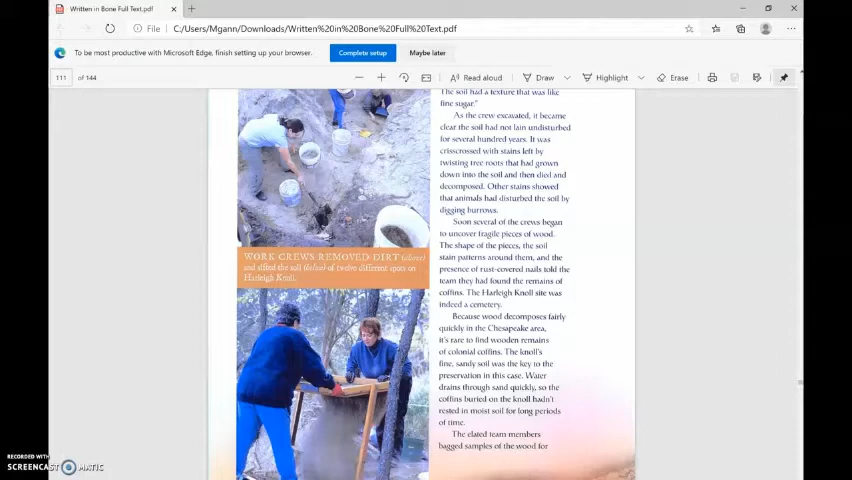 Written in Bone Full Text.pdf
File
C:/Users/Mgann/Downloads/Written%20in%20Bone%20Full%20Text.pdf
To be most productive with Microsoft Edge, finish setting up your browser.
Complete setup
Maybe later
111 of 144
Read aloud
Draw
Highlight
Erase
WORK CREWS REMOVED DIRT (above)
and sifted the soil (below) of twelve different spots on
Harleigh Knoll.
The soil had a texture that was like
fine sugar."
As the crew excavated, it became
clear the soil had not lain undisturbed
for several hundred years. It was
crisscrossed with stains left by
twisting tree roots that had grown
down into the soil and then died and
decomposed. Other stains showed
that animals had disturbed the soil by
digging burrows.
Soon several of the crews began
to uncover fragile pieces of wood.
The shape of the pieces, the soil
stain patterns around them, and the
presence of rust-covered nails told the
team they had found the remains of
coffins. The Harleigh Knoll site was
indeed a cemetery.
Because wood decomposes fairly
quickly in the Chesapeake area,
it's rare to find wooden remains
of colonial coffins. The knoll's
fine, sandy soil was the key to the
preservation in this case. Water
drains through sand quickly, so the
coffins buried on the knoll hadn't
rested in moist soil for long periods
of time.
The elated team members
bagged samples of the wood for
RECORDED WITH
SCREENCAST MATIC